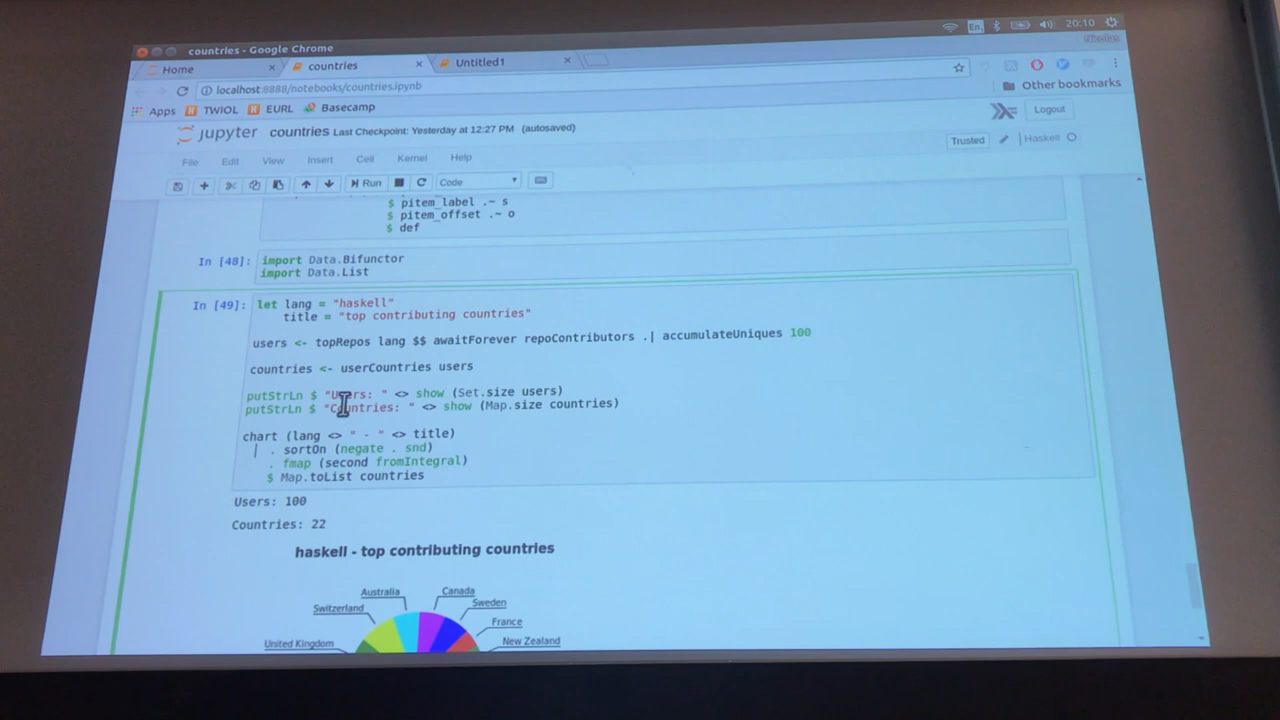 20:10
countries - Google Chrome
Nicolas
Home
countries
Untitled1
localhost:8888/notebooks/countries.ipynb
Apps TWIOL EURL Basecamp Other bookmarks
jupyter countries Last Checkpoint: Yesterday at 12:27 PM (autosaved) Logout
File Edit View Insert Cell Kernel Help Trusted Haskell
Run Code
$ pitem_label .~ s
$ pitem_offset .~ o
$ def
In [48]: import Data.Bifunctor
import Data.List
In [49]: let lang = "haskell"
title = "top contributing countries"
users <- topRepos lang $$ awaitForever repoContributors .| accumulateUniques 100
countries <- userCountries users
putStrLn $ "Users: " <> show (Set.size users)
putStrLn $ "Countries: " <> show (Map.size countries)
chart (lang <> " - " <> title)
. sortOn (negate . snd)
. fmap (second fromIntegral)
$ Map.toList countries
Users: 100
Countries: 22
haskell - top contributing countries
Australia
Canada
Switzerland
Sweden
France
United Kingdom
New Zealand